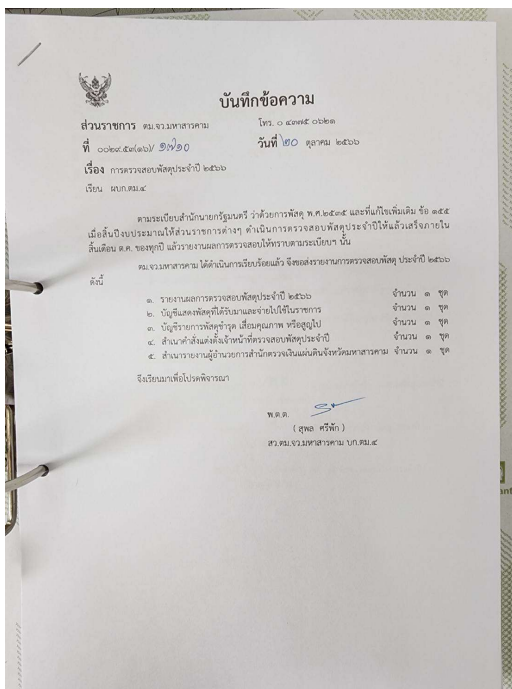 บันทึกข้อความ
ส่วนราชการ ตม.จว.มหาสารคาม โทร. ๐ ๔๓๗๕ ๐๖๒๑
ที่ ๐๐๒๙.๕๓(๑๖)/ ๑๗๑๐ วันที่ ๒๐ ตุลาคม ๒๕๖๖
เรื่อง การตรวจสอบพัสดุประจำปี ๒๕๖๖
เรียน ผบก.ตม.๔
ตามระเบียบสำนักนายกรัฐมนตรี ว่าด้วยการพัสดุ พ.ศ.๒๕๓๕ และที่แก้ไขเพิ่มเติม ข้อ ๑๕๕
เมื่อสิ้นปีงบประมาณให้ส่วนราชการต่างๆ ดำเนินการตรวจสอบพัสดุประจำปีให้แล้วเสร็จภายใน
สิ้นเดือน ต.ค. ของทุกปี แล้วรายงานผลการตรวจสอบให้ทราบตามระเบียบฯ นั้น
ตม.จว.มหาสารคาม ได้ดำเนินการเรียบร้อยแล้ว จึงขอส่งรายงานการตรวจสอบพัสดุ ประจำปี ๒๕๖๖
ดังนี้
๑. รายงานผลการตรวจสอบพัสดุประจำปี ๒๕๖๖ จำนวน ๑ ชุด
๒. บัญชีแสดงพัสดุที่ได้รับมาและจ่ายไปใช้ในราชการ จำนวน ๑ ชุด
๓. บัญชีรายการพัสดุชำรุด เสื่อมคุณภาพ หรือสูญไป จำนวน ๑ ชุด
๔. สำเนาคำสั่งแต่งตั้งเจ้าหน้าที่ตรวจสอบพัสดุประจำปี จำนวน ๑ ชุด
๕. สำเนารายงานผู้อำนวยการสำนักตรวจเงินแผ่นดินจังหวัดมหาสารคาม จำนวน ๑ ชุด
จึงเรียนมาเพื่อโปรดพิจารณา
พ.ต.ต.
( สุพล ศรีพัก )
สว.ตม.จว.มหาสารคาม บก.ตม.๔